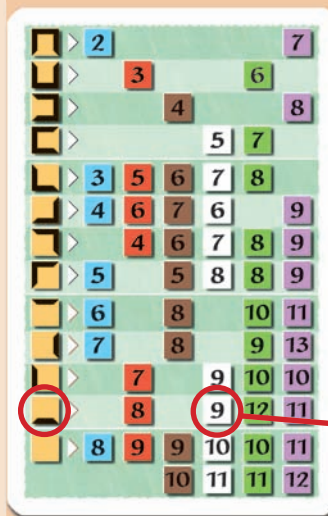 2 7
3 6
4 8
5 7
3 5 6 7 8
4 6 7 6 9
4 6 7 8 9
5 5 8 8 9
6 8 10 11
7 8 9 13
7 9 10 10
8 9 12 11
8 9 9 10 10 11
10 11 11 12